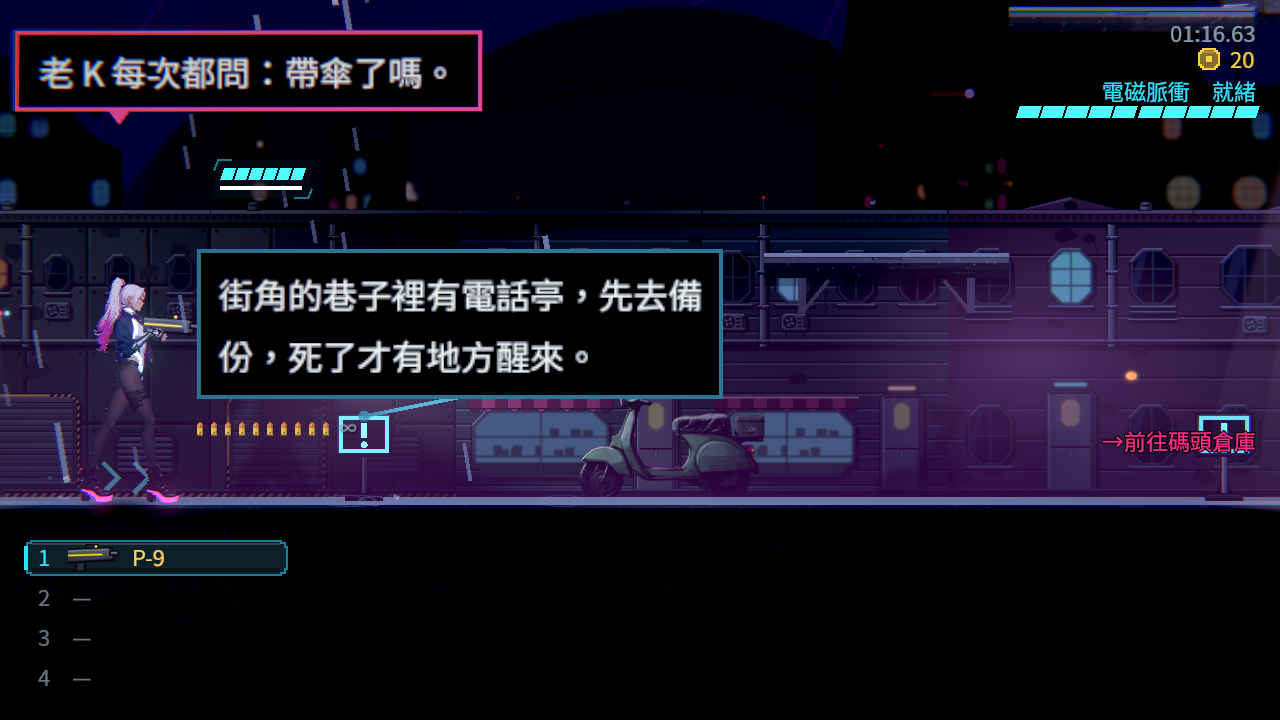 老K每次都問：帶傘了嗎。
01:16.63
20
電磁脈衝 就緒
街角的巷子裡有電話亭，先去備
份，死了才有地方醒來。
∞
!
→前往碼頭倉庫
1 P-9
2 —
3 —
4 —